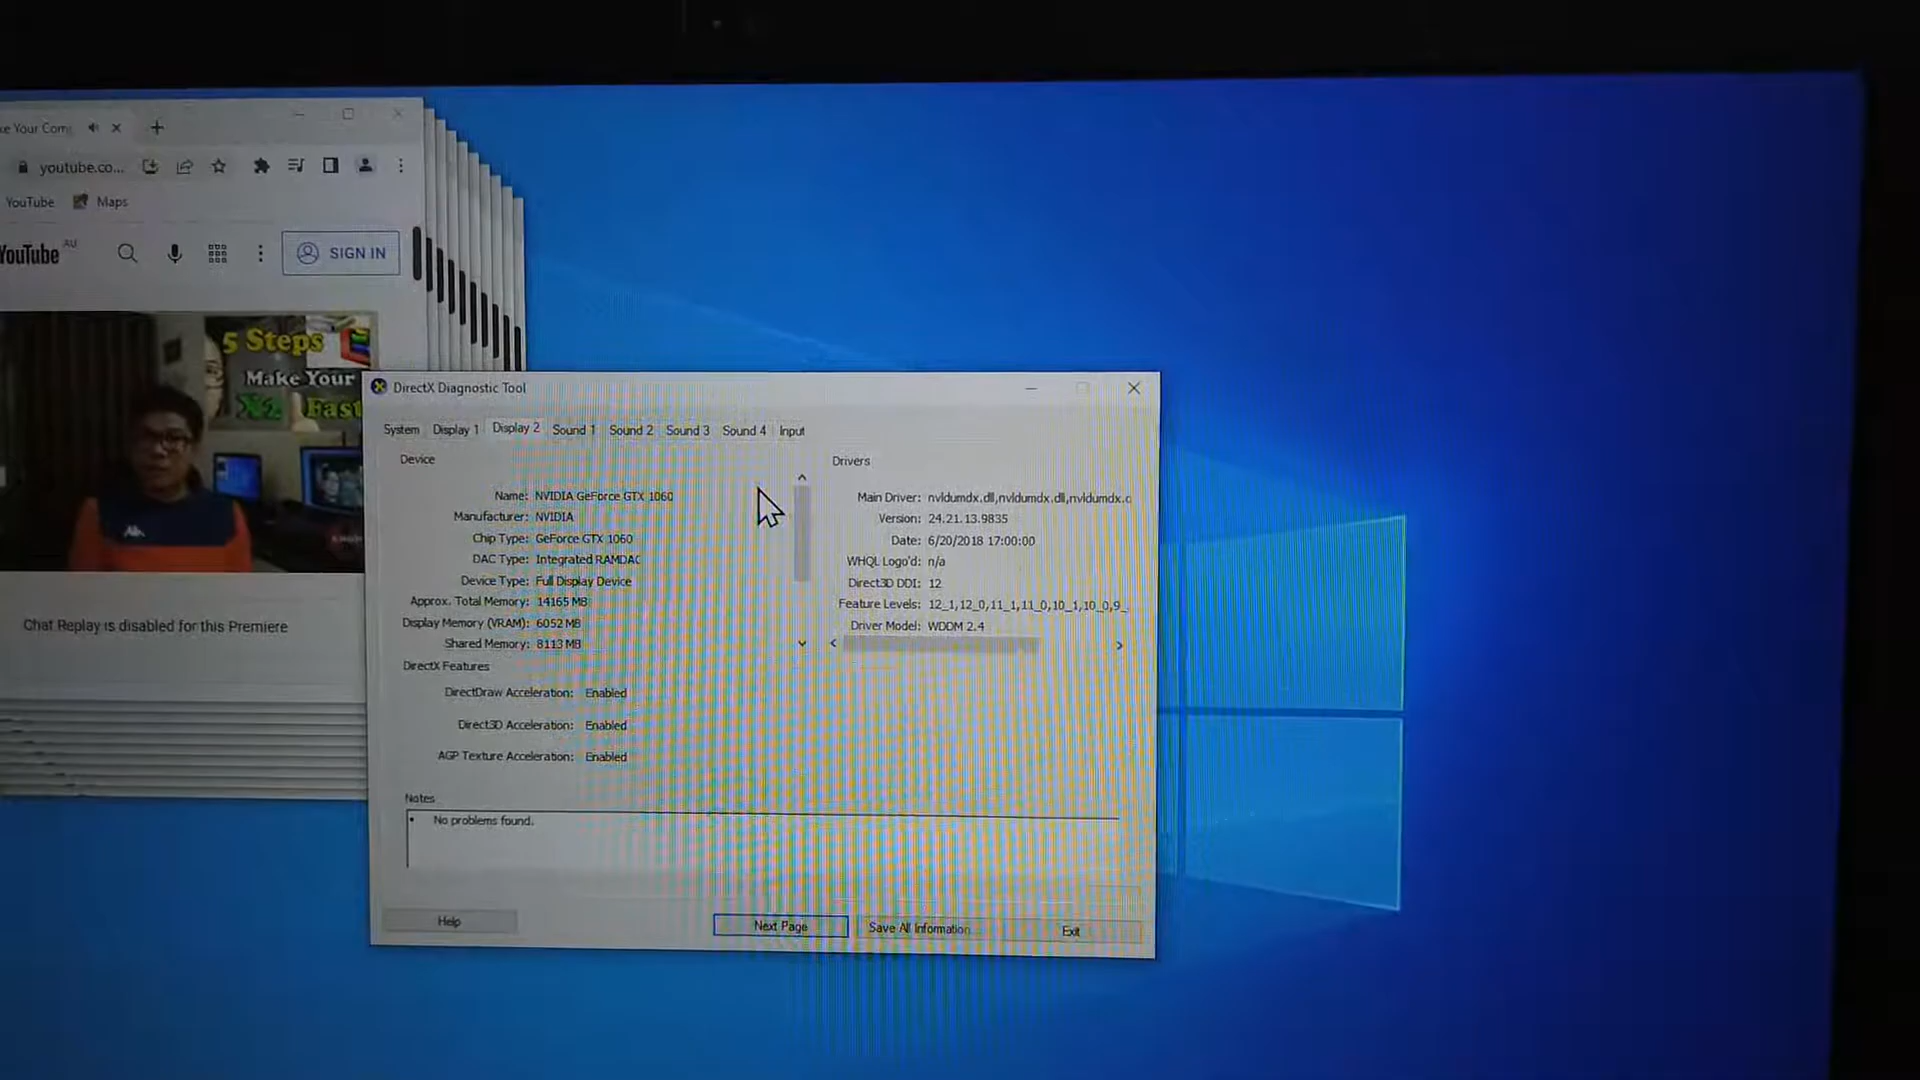 ke Your Com
youtube.co...
YouTube
Maps
YouTube AU
SIGN IN
5 Steps
Make Your
X2 Fast
Chat Replay is disabled for this Premiere
DirectX Diagnostic Tool
System Display 1 Display 2 Sound 1 Sound 2 Sound 3 Sound 4 Input
Device
Name: NVIDIA GeForce GTX 1060
Manufacturer: NVIDIA
Chip Type: GeForce GTX 1060
DAC Type: Integrated RAMDAC
Device Type: Full Display Device
Approx. Total Memory: 14165 MB
Display Memory (VRAM): 6052 MB
Shared Memory: 8113 MB
Drivers
Main Driver: nvldumdx.dll,nvldumdx.dll,nvldumdx.c
Version: 24.21.13.9835
Date: 6/20/2018 17:00:00
WHQL Logo'd: n/a
Direct3D DDI: 12
Feature Levels: 12_1,12_0,11_1,11_0,10_1,10_0,9_
Driver Model: WDDM 2.4
DirectX Features
DirectDraw Acceleration: Enabled
Direct3D Acceleration: Enabled
AGP Texture Acceleration: Enabled
Notes
• No problems found.
Help
Next Page
Save All Information...
Exit